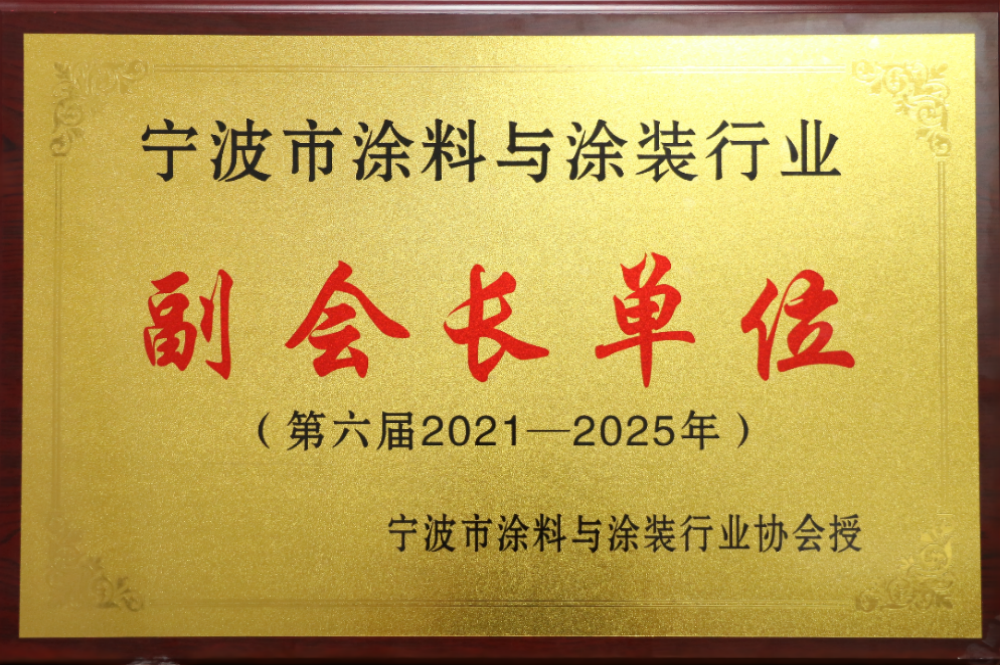 宁波市涂料与涂装行业
副会长单位
（第六届2021—2025年）
宁波市涂料与涂装行业协会授